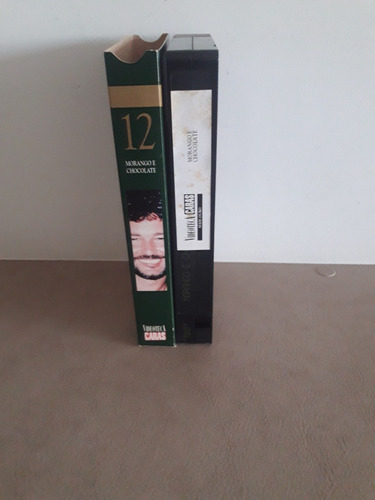 12
MORANGO E
CHOCOLATE
VIDEOTECA
CARAS
MORANGO E
CHOCOLATE
VIDEOTECA CARAS